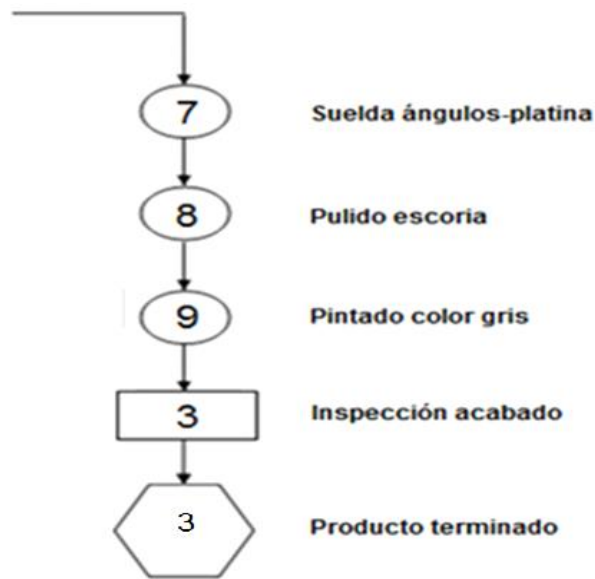 7 Suelda ángulos-platina
8 Pulido escoria
9 Pintado color gris
3 Inspección acabado
3 Producto terminado